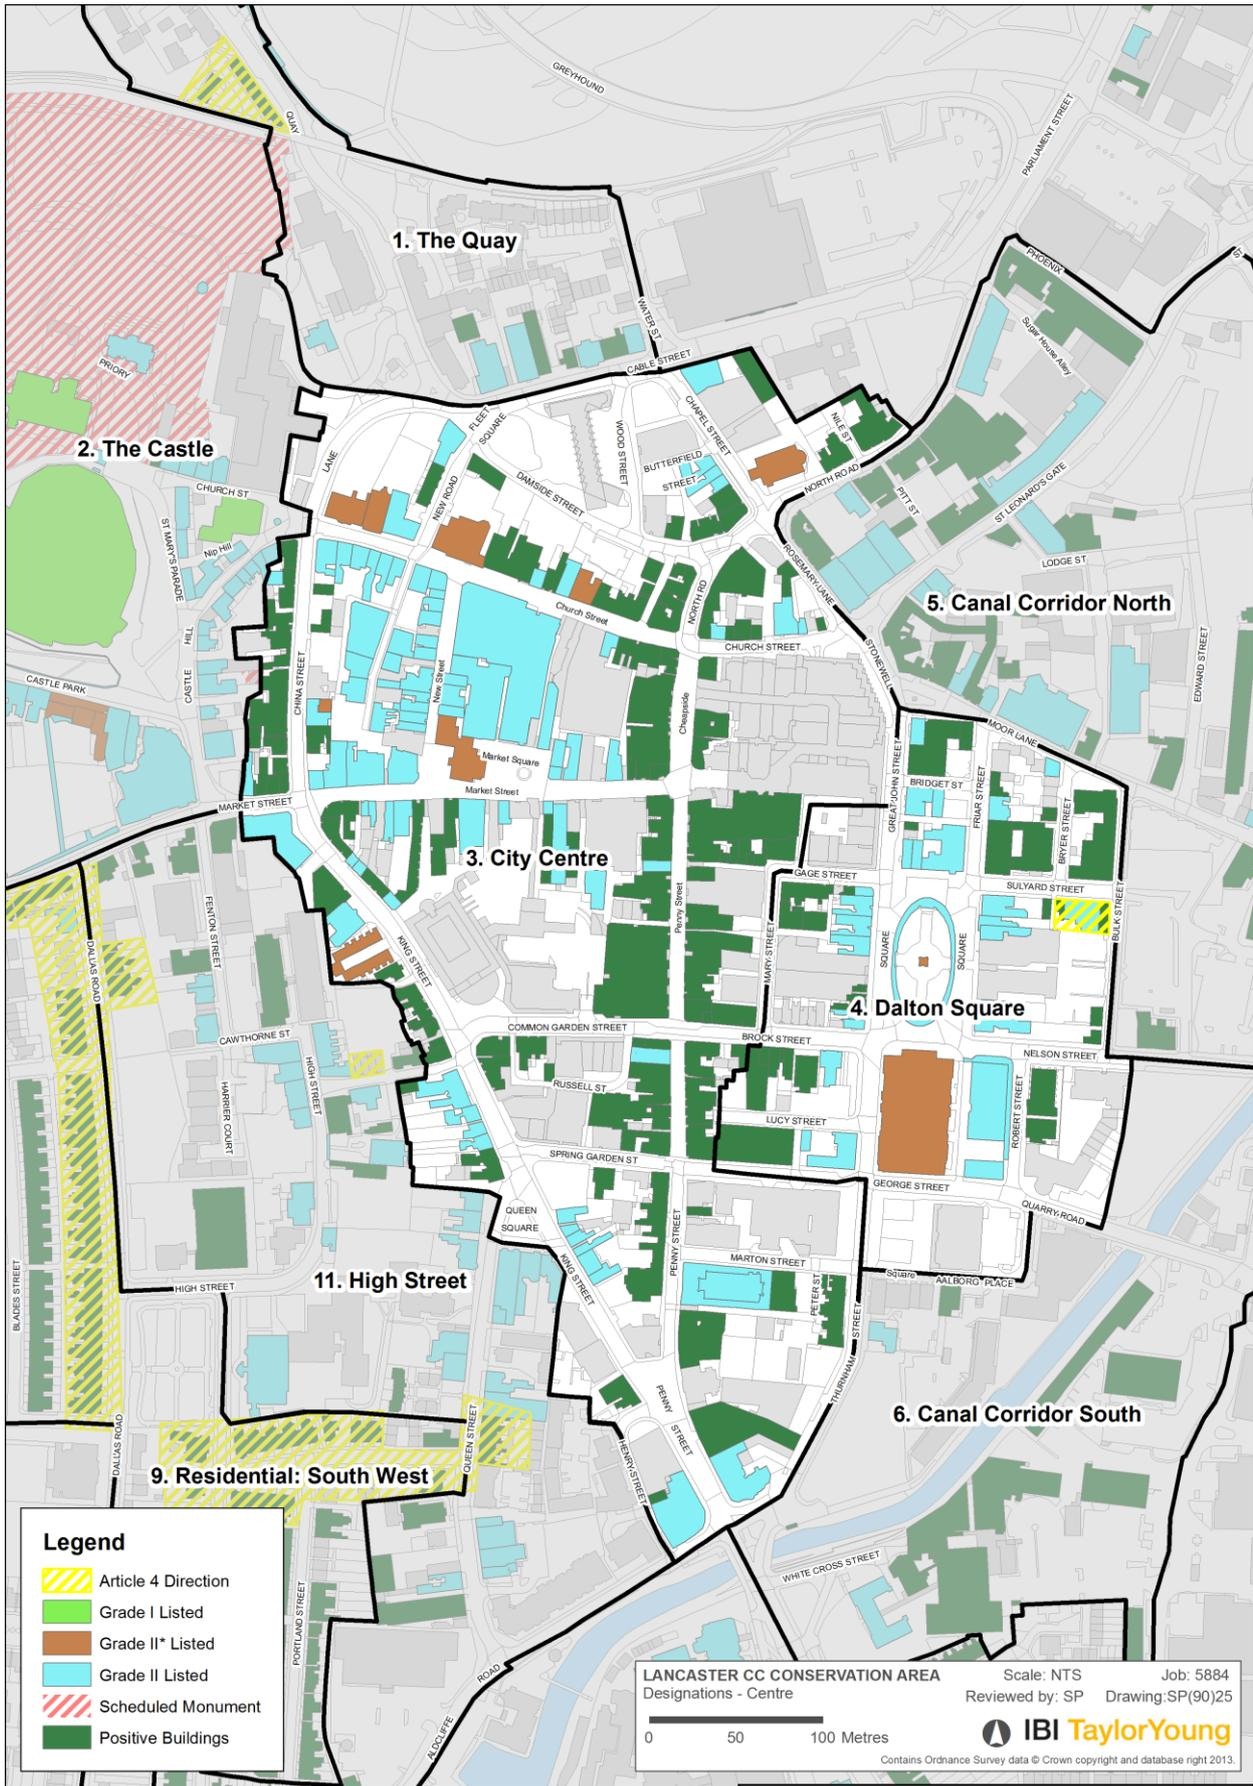 GREYHOUND
QUAY
PARLIAMENT STREET
1. The Quay
PHOENIX
ST
WATER ST
Sugar House Alley
PRIORY
CABLE STREET
2. The Castle
FLEET
SQUARE
CHAPEL STREET
NILE ST
WOOD STREET
LANE
BUTTERFIELD
STREET
NORTH ROAD
CHURCH ST
DAMSIDE STREET
NEW ROAD
PITT ST
ST LEONARD'S GATE
ST MARY'S PARADE
Nip Hill
ROSEMARY LANE
LODGE ST
Church Street
NORTH RD
5. Canal Corridor North
HILL
CASTLE
CHURCH STREET
STONEWELL
EDWARD STREET
CASTLE PARK
CHINA STREET
New Street
Cheapside
MOOR LANE
Market Square
GREAT JOHN STREET
BRIDGET ST
FRIAR STREET
MARKET STREET
Market Street
BRYER STREET
3. City Centre
GAGE STREET
SULYARD STREET
FENTON STREET
Penny Street
BULK STREET
DALLAS ROAD
KING STREET
MARY STREET
SQUARE
SQUARE
4. Dalton Square
COMMON GARDEN STREET
BROCK STREET
CAWTHORNE ST
NELSON STREET
HIGH STREET
RUSSELL ST
HARRIER COURT
ROBERT STREET
LUCY STREET
SPRING GARDEN ST
GEORGE STREET
QUEEN
SQUARE
QUARRY ROAD
PENNY STREET
MARTON STREET
11. High Street
HIGH STREET
KING STREET
Square
AALBORG PLACE
BLADES STREET
PETER ST
THURNHAM
STREET
PENNY
STREET
6. Canal Corridor South
DALLAS ROAD
QUEEN STREET
HENRY STREET
9. Residential: South West
WHITE CROSS STREET
PORTLAND STREET
ROAD
ALDCLIFFE
Legend
Article 4 Direction
Grade I Listed
Grade II* Listed
Grade II Listed
Scheduled Monument
Positive Buildings
LANCASTER CC CONSERVATION AREA
Designations - Centre
Scale: NTS
Job: 5884
Reviewed by: SP
Drawing:SP(90)25
0 50 100 Metres
IBI TaylorYoung
Contains Ordnance Survey data © Crown copyright and database right 2013.